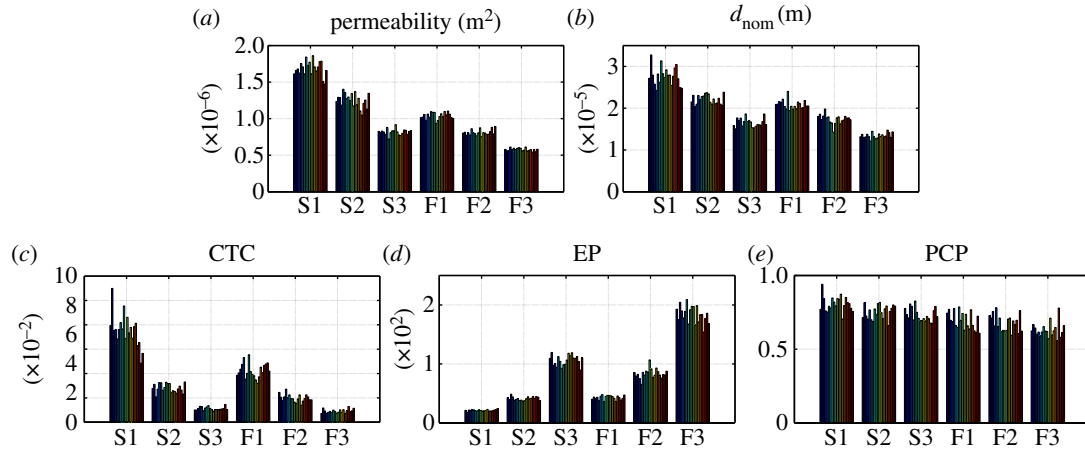 (a) permeability (m²)
2.0
1.5
1.0
0.5
0
(×10⁻⁶)
S1 S2 S3 F1 F2 F3
(b) d_nom (m)
3
2
1
0
(×10⁻⁵)
S1 S2 S3 F1 F2 F3
(c) CTC
10
8
6
4
2
0
(×10⁻²)
S1 S2 S3 F1 F2 F3
(d) EP
2
1
0
(×10²)
S1 S2 S3 F1 F2 F3
(e) PCP
1.0
0.5
0
S1 S2 S3 F1 F2 F3